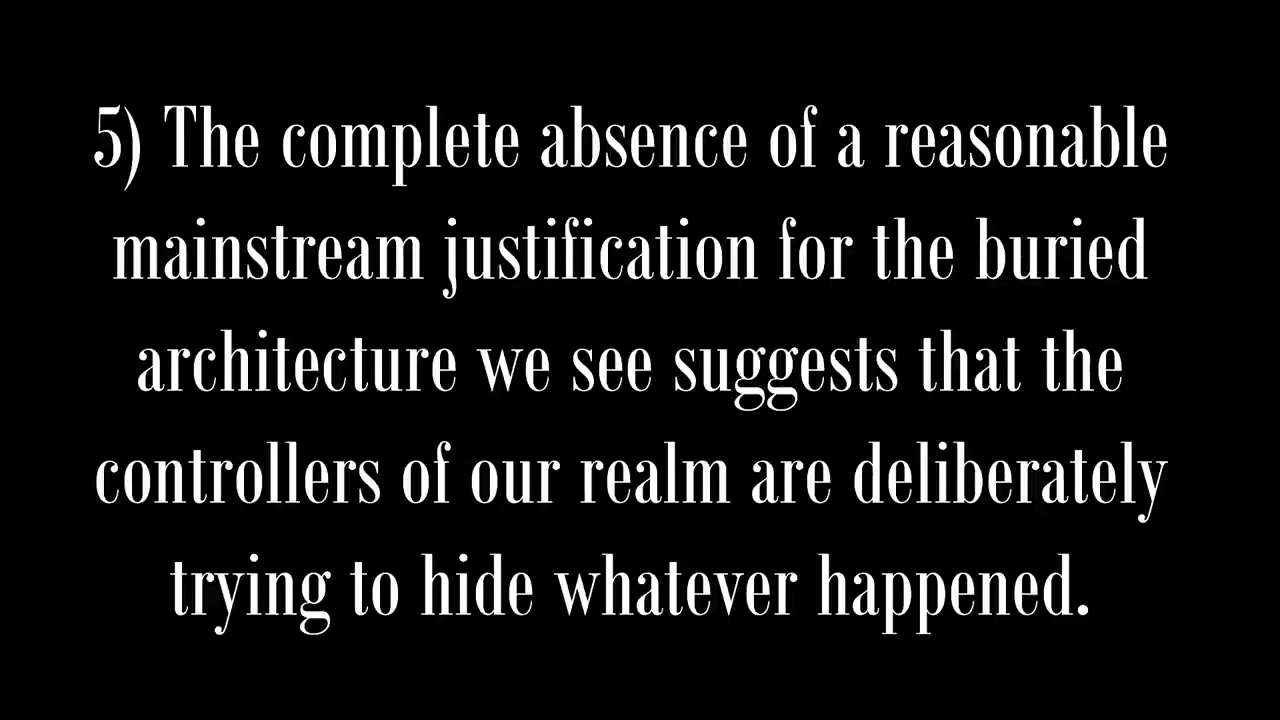 5) The complete absence of a reasonable
mainstream justification for the buried
architecture we see suggests that the
controllers of our realm are deliberately
trying to hide whatever happened.